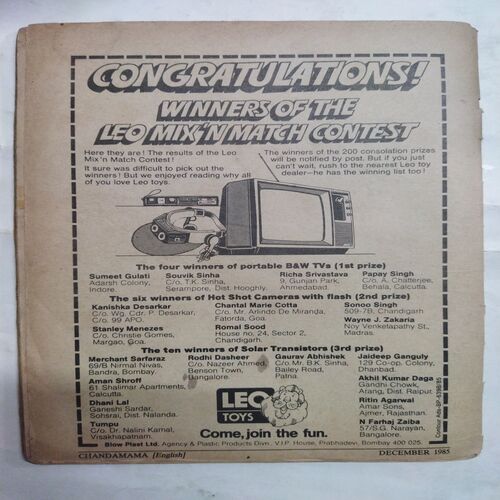 CONGRATULATIONS!
WINNERS OF THE
LEO MIX 'N MATCH CONTEST
Here they are! The results of the Leo
Mix 'n Match Contest!
It sure was difficult to pick out the
winners! But we enjoyed reading why all
of you love Leo toys.
The winners of the 200 consolation prizes
will be notified by post. But if you just
can't wait, rush to the nearest Leo toy
dealer—he has the winning list too!
The four winners of portable B&W TVs (1st prize)
Sumeet Gulati
Adarsh Colony,
Indore.
Souvik Sinha
C/o. T.K. Sinha,
Serampore, Dist. Hooghly.
Richa Srivastava
9, Gunjan Park,
Ahmedabad.
Papay Singh
C/o. A. Chatterjee,
Behala, Calcutta.
The six winners of Hot Shot Cameras with flash (2nd prize)
Kanishka Desarkar
C/o. Wg. Cdr. P. Desarkar,
C/o. 99 APO.
Chantal Marie Cotta
C/o. Mr. Arlindo De Miranda,
Fatorda, Goa.
Sonoo Singh
509-7B, Chandigarh
Stanley Menezes
C/o. Christie Gomes,
Margao, Goa.
Romal Sood
House no. 24, Sector 2,
Chandigarh.
Wayne J. Zakaria
Noy Venketapathy St.,
Madras.
The ten winners of Solar Transistors (3rd prize)
Merchant Sarfaraz
69/B Nirmal Villas,
Bandra, Bombay.
Rodhi Dasheer
C/o. Nazeer Ahmed,
Benson Town,
Bangalore.
Gaurav Abhishek
C/o Mr. B.K. Sinha,
Bailey Road,
Patna.
Jaideep Ganguly
129 Co-op. Colony,
Dhanbad.
Aman Shroff
61 Shalimar Apartments,
Calcutta.
Akhil Kumar Daga
Gandhi Chowk,
Arang, Dist. Raipur.
Dhani Lal
Ganeshi Sardar,
Sohsrai, Dist. Nalanda.
Ritin Agarwal
Amar Sons,
Ajmer, Rajasthan.
Tumpu
C/o. Dr. Nalini Kamal,
Visakhapatnam.
N Farhaj Zaiba
57/S.G. Narayan,
Bangalore.
LEO
TOYS
Come, join the fun.
Blow Plast Ltd. Agency & Plastic Products Divn., V.I.P. House, Prabhadevi, Bombay 400 025.
CHANDAMAMA [English]
DECEMBER 1985